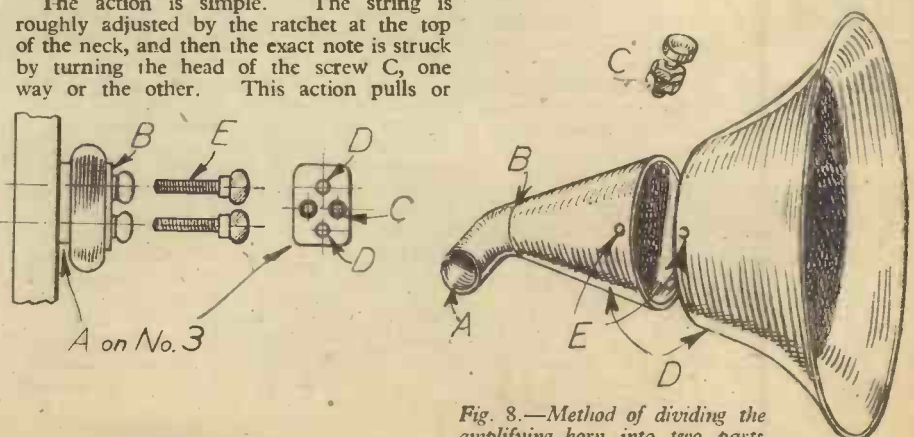 The action is simple. The string is
roughly adjusted by the ratchet at the top
of the neck, and then the exact note is struck
by turning the head of the screw C, one
way or the other. This action pulls or
B
E
D
C
D
A on No. 3
C
B
A
E
D
Fig. 8.—Method of dividing the
amplifying horn into two parts